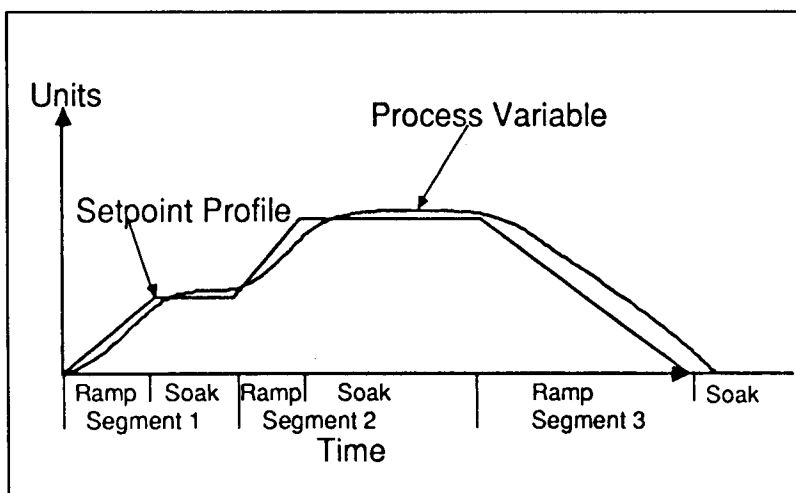 Units
Process Variable
Setpoint Profile
Ramp Soak Ramp Soak Ramp Soak
Segment 1 Segment 2 Segment 3
Time